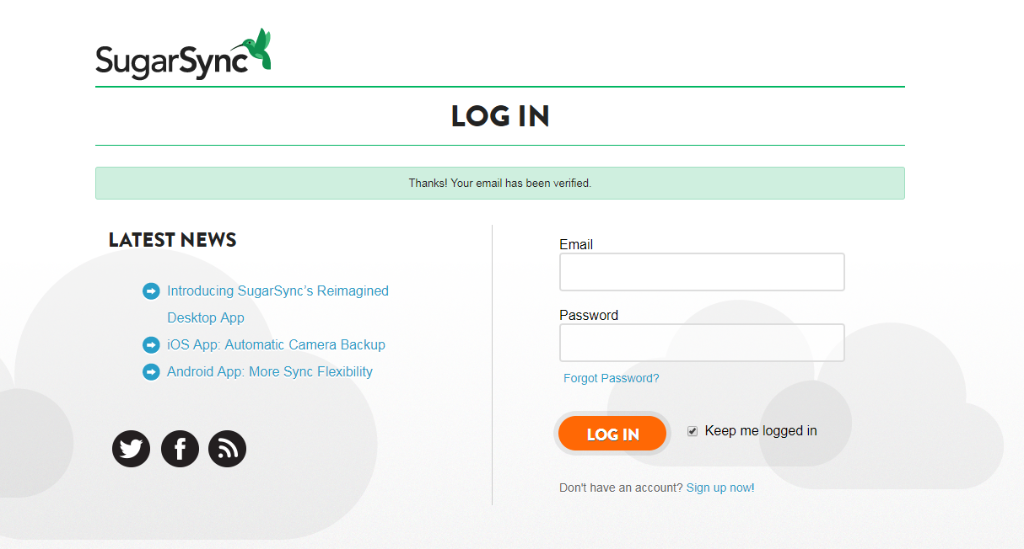 SugarSync
LOG IN
Thanks! Your email has been verified.
LATEST NEWS
Introducing SugarSync's Reimagined
Desktop App
iOS App: Automatic Camera Backup
Android App: More Sync Flexibility
Email
Password
Forgot Password?
LOG IN
Keep me logged in
Don't have an account? Sign up now!